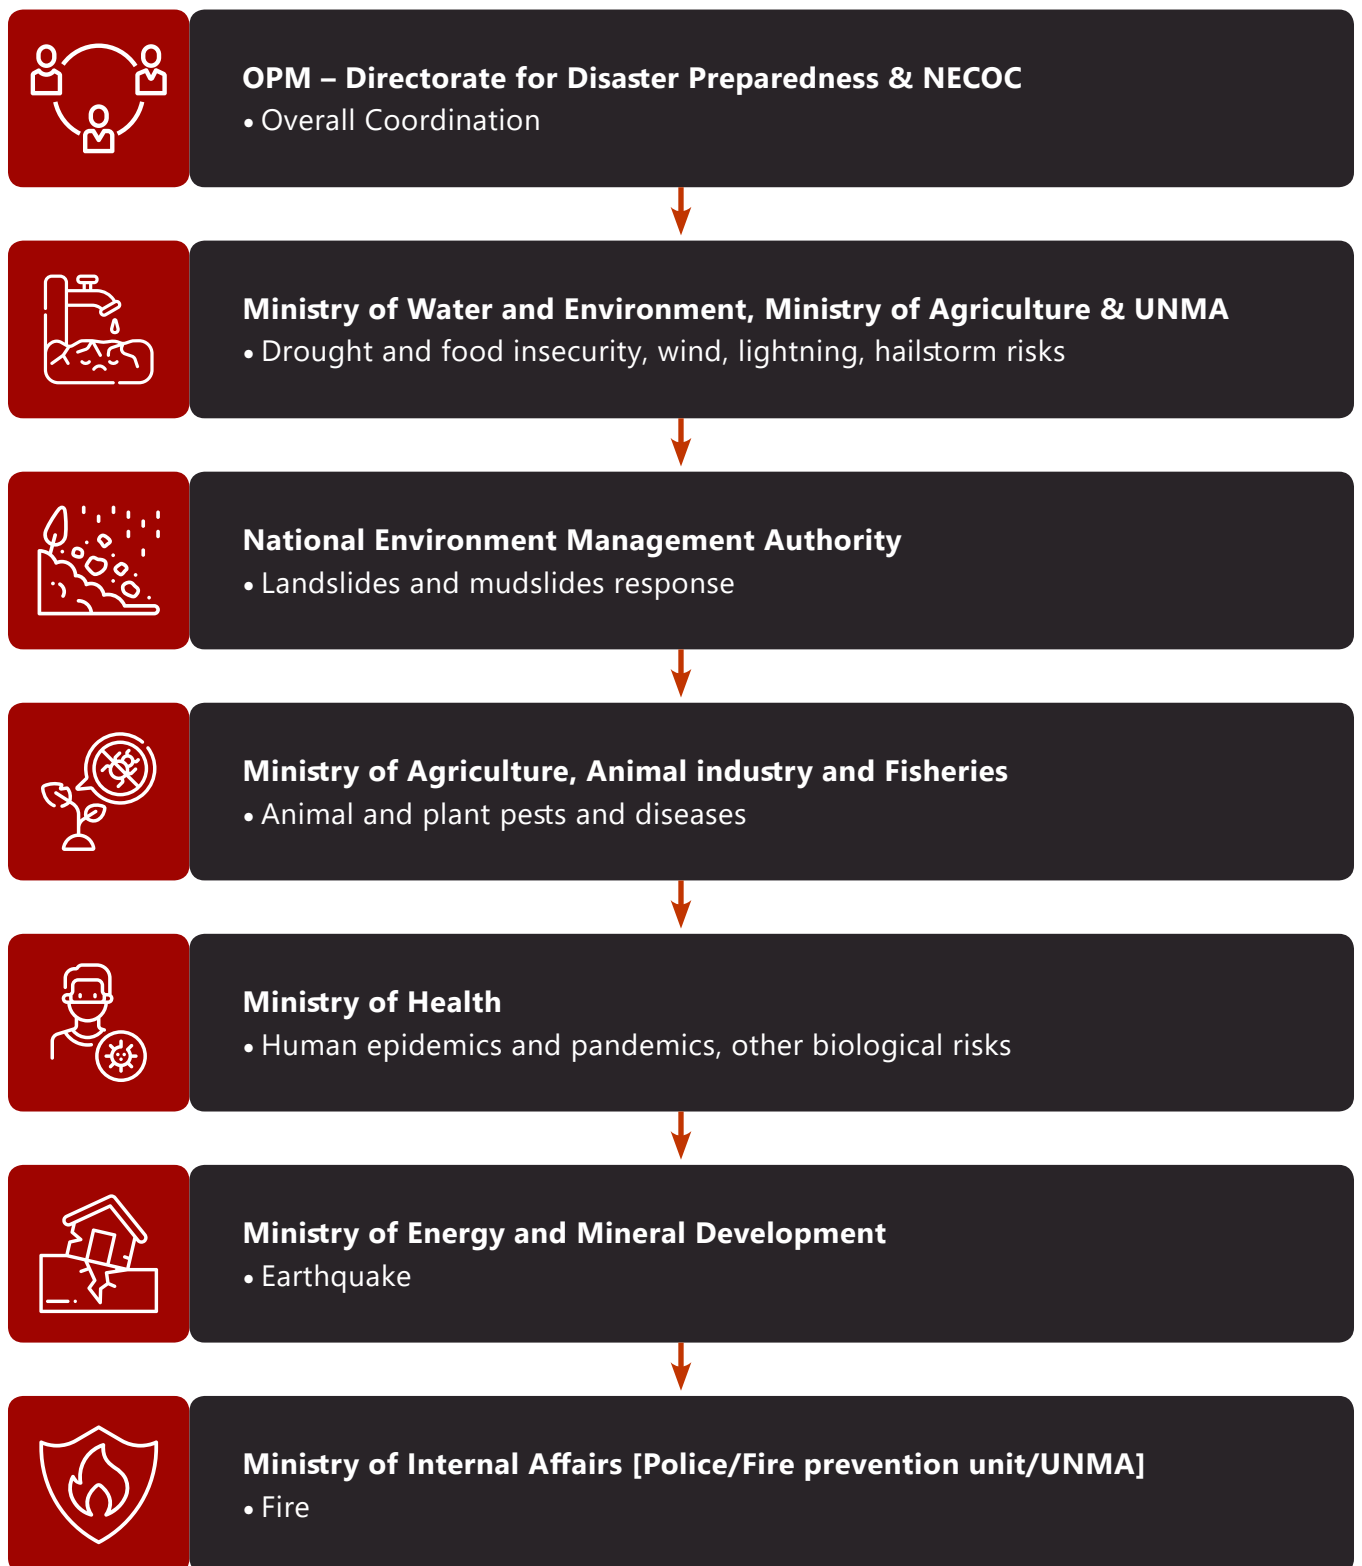 OPM – Directorate for Disaster Preparedness & NECOC
• Overall Coordination
Ministry of Water and Environment, Ministry of Agriculture & UNMA
• Drought and food insecurity, wind, lightning, hailstorm risks
National Environment Management Authority
• Landslides and mudslides response
Ministry of Agriculture, Animal industry and Fisheries
• Animal and plant pests and diseases
Ministry of Health
• Human epidemics and pandemics, other biological risks
Ministry of Energy and Mineral Development
• Earthquake
Ministry of Internal Affairs [Police/Fire prevention unit/UNMA]
• Fire